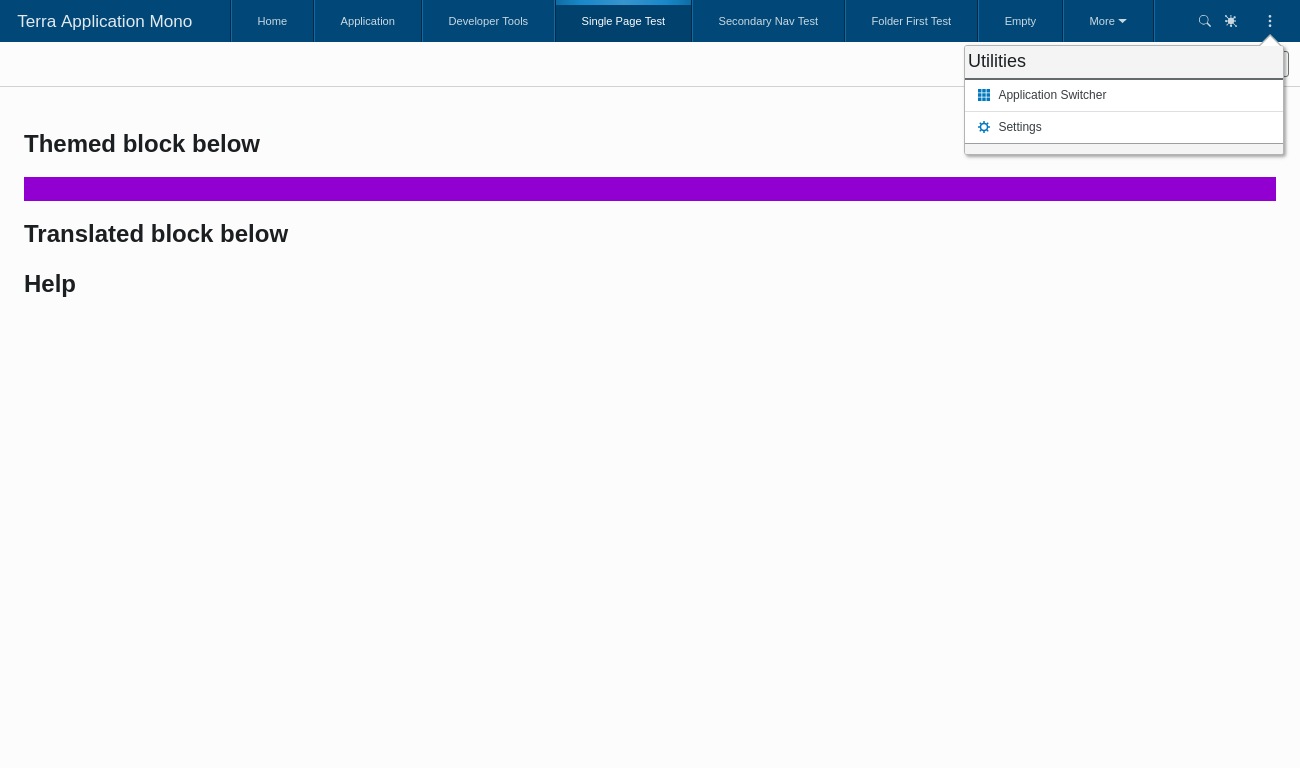 Terra Application Mono
Home
Application
Developer Tools
Single Page Test
Secondary Nav Test
Folder First Test
Empty
More
Utilities
Application Switcher
Settings
Themed block below
Translated block below
Help